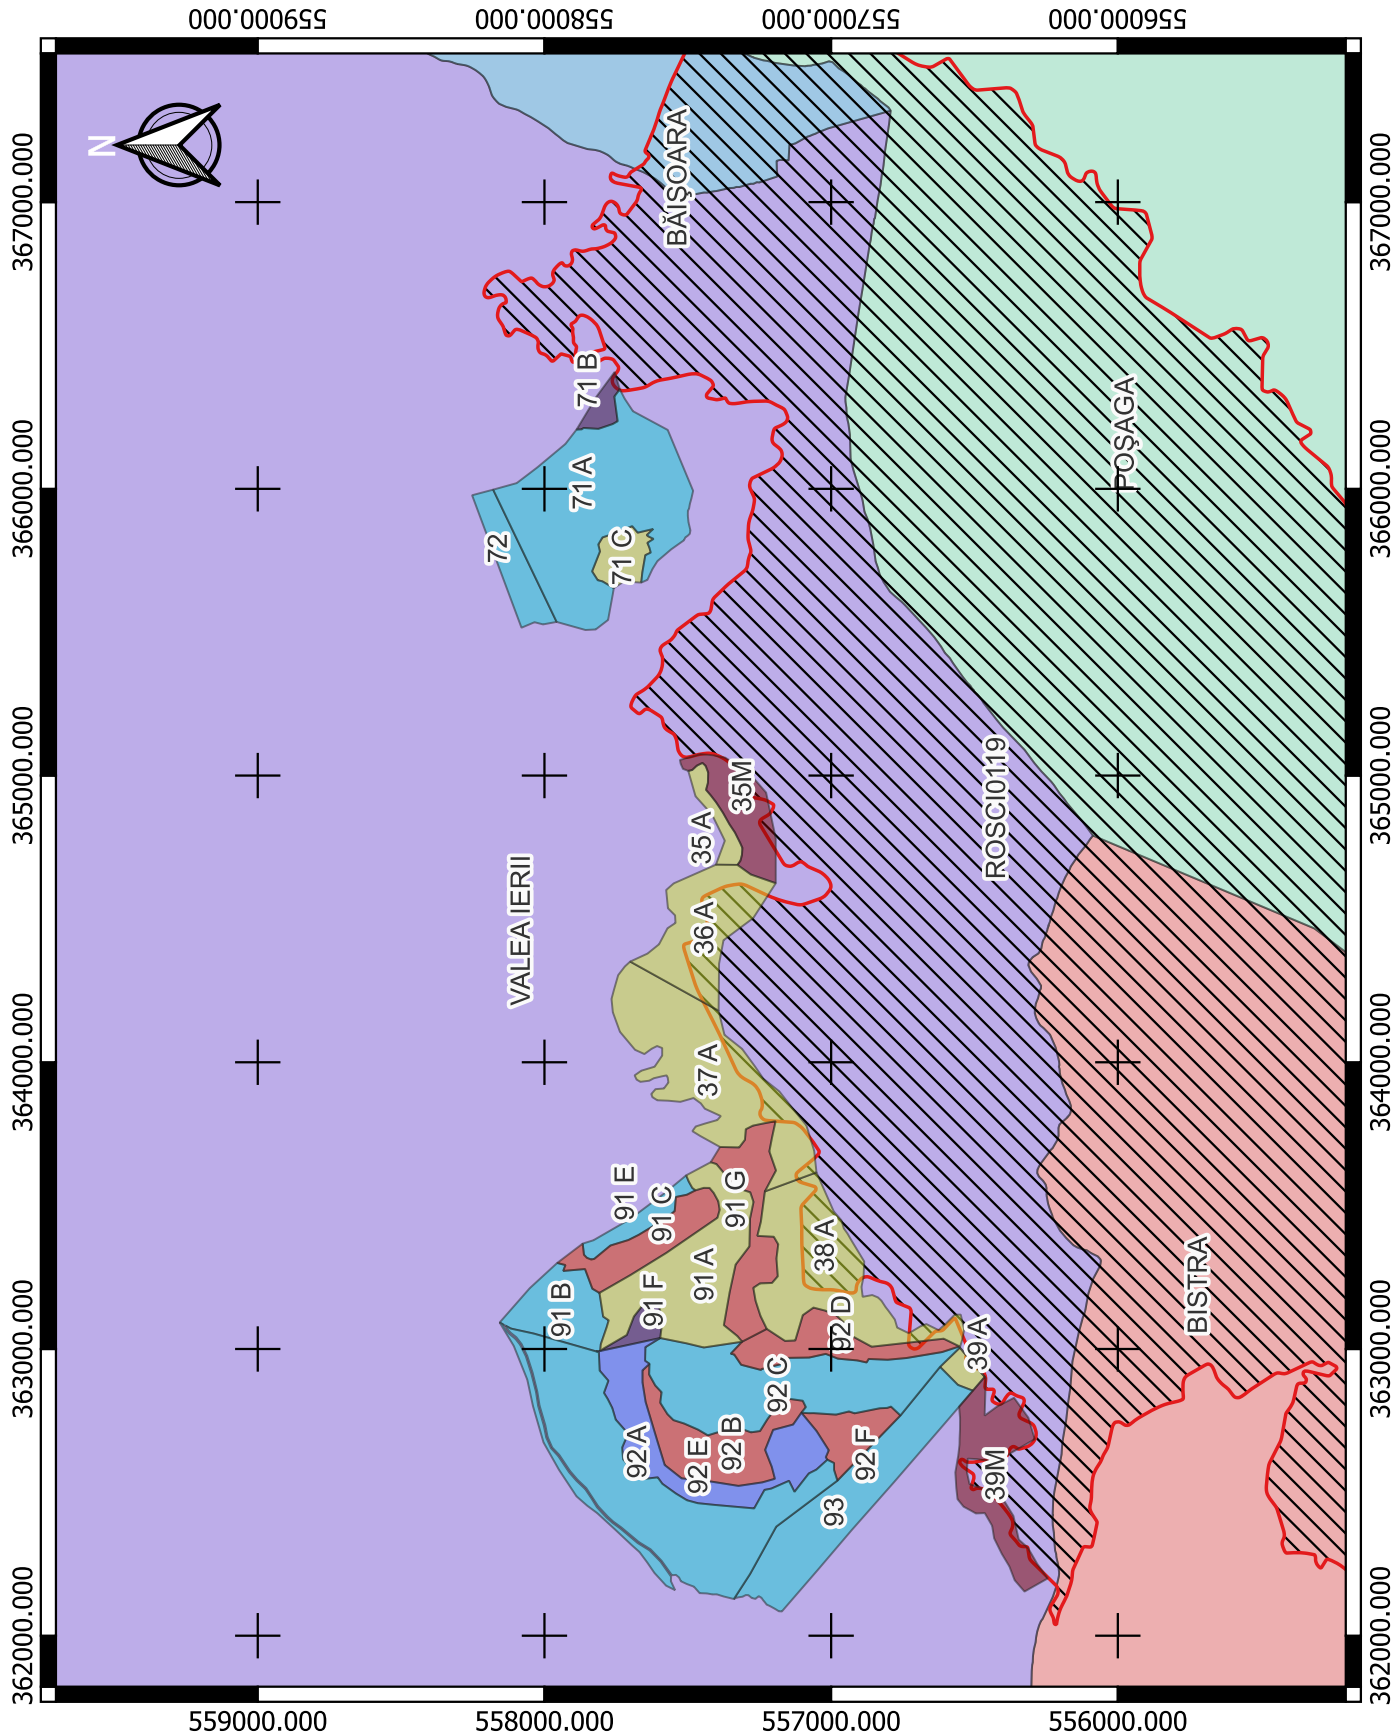 559000.000
558000.000
557000.000
556000.000
N
367000.000
367000.000
BĂIŞOARA
71 B
71 A
366000.000
366000.000
POŞAGA
72
71 C
365000.000
365000.000
35M
35 A
ROSCI0119
VALEA IERII
36 A
364000.000
364000.000
37 A
91 E
91 C
91 G
38 A
91 A
91 F
91 B
BISTRA
363000.000
363000.000
92 D
39 A
92 C
92 A
92 B
92 E
92 F
39M
93
362000.000
362000.000
559000.000
558000.000
557000.000
556000.000